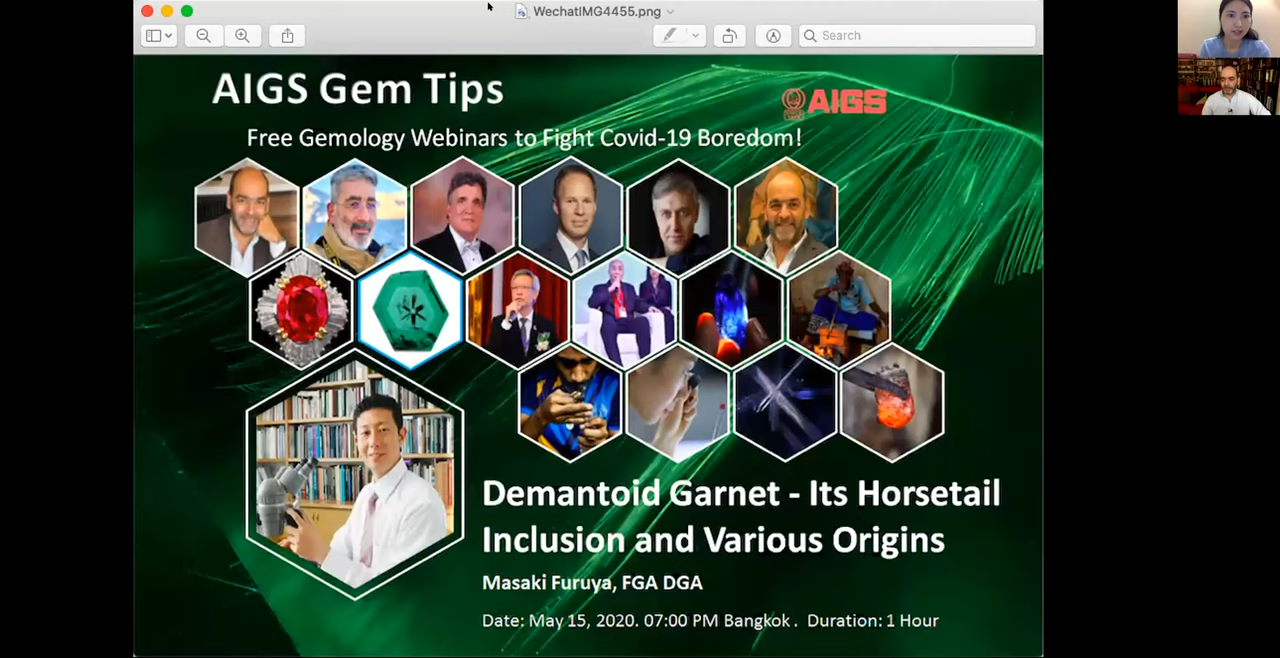 WechatIMG4455.png
Search
AIGS Gem Tips
AIGS
Free Gemology Webinars to Fight Covid-19 Boredom!
Demantoid Garnet - Its Horsetail
Inclusion and Various Origins
Masaki Furuya, FGA DGA
Date: May 15, 2020. 07:00 PM Bangkok . Duration: 1 Hour